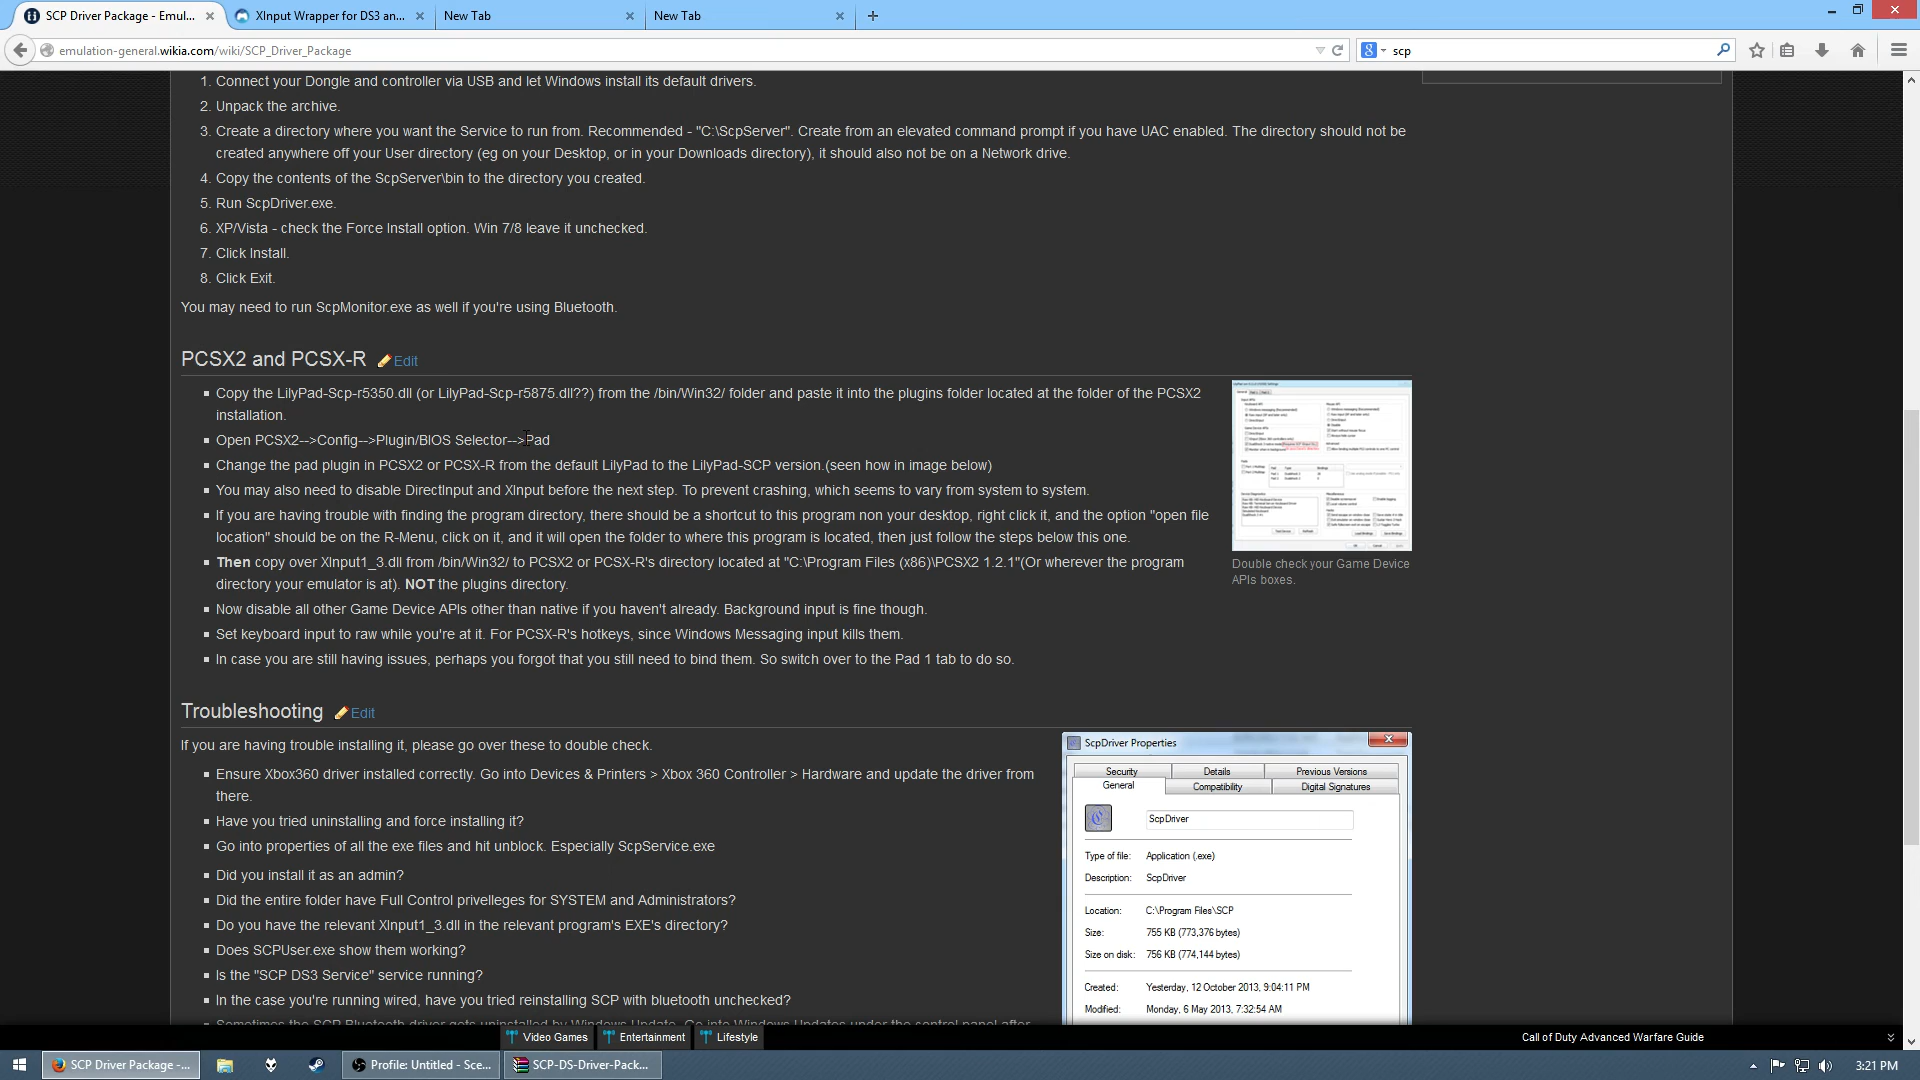 SCP Driver Package - Emul...
XInput Wrapper for DS3 an...
New Tab
New Tab
emulation-general.wikia.com/wiki/SCP_Driver_Package
scp
1. Connect your Dongle and controller via USB and let Windows install its default drivers.
2. Unpack the archive.
3. Create a directory where you want the Service to run from. Recommended - "C:\ScpServer". Create from an elevated command prompt if you have UAC enabled. The directory should not be
created anywhere off your User directory (eg on your Desktop, or in your Downloads directory), it should also not be on a Network drive.
4. Copy the contents of the ScpServer\bin to the directory you created.
5. Run ScpDriver.exe.
6. XP/Vista - check the Force Install option. Win 7/8 leave it unchecked.
7. Click Install.
8. Click Exit.
You may need to run ScpMonitor.exe as well if you're using Bluetooth.
PCSX2 and PCSX-R Edit
Copy the LilyPad-Scp-r5350.dll (or LilyPad-Scp-r5875.dll??) from the /bin/Win32/ folder and paste it into the plugins folder located at the folder of the PCSX2
installation.
Open PCSX2-->Config-->Plugin/BIOS Selector-->Pad
Change the pad plugin in PCSX2 or PCSX-R from the default LilyPad to the LilyPad-SCP version.(seen how in image below)
You may also need to disable DirectInput and XInput before the next step. To prevent crashing, which seems to vary from system to system.
If you are having trouble with finding the program directory, there should be a shortcut to this program non your desktop, right click it, and the option "open file
location" should be on the R-Menu, click on it, and it will open the folder to where this program is located, then just follow the steps below this one.
Then copy over XInput1_3.dll from /bin/Win32/ to PCSX2 or PCSX-R's directory located at "C:\Program Files (x86)\PCSX2 1.2.1"(Or wherever the program
directory your emulator is at). NOT the plugins directory.
Now disable all other Game Device APIs other than native if you haven't already. Background input is fine though.
Set keyboard input to raw while you're at it. For PCSX-R's hotkeys, since Windows Messaging input kills them.
In case you are still having issues, perhaps you forgot that you still need to bind them. So switch over to the Pad 1 tab to do so.
Double check your Game Device
APIs boxes.
Troubleshooting Edit
If you are having trouble installing it, please go over these to double check.
Ensure Xbox360 driver installed correctly. Go into Devices & Printers > Xbox 360 Controller > Hardware and update the driver from
there.
Have you tried uninstalling and force installing it?
Go into properties of all the exe files and hit unblock. Especially ScpService.exe
Did you install it as an admin?
Did the entire folder have Full Control privelleges for SYSTEM and Administrators?
Do you have the relevant XInput1_3.dll in the relevant program's EXE's directory?
Does SCPUser.exe show them working?
Is the "SCP DS3 Service" service running?
In the case you're running wired, have you tried reinstalling SCP with bluetooth unchecked?
Sometimes the SCP Bluetooth driver gets uninstalled by Windows Update. Go into Windows Updates under the control panel after
ScpDriver Properties
Security Details Previous Versions
General Compatibility Digital Signatures
ScpDriver
Type of file: Application (.exe)
Description: ScpDriver
Location: C:\Program Files\SCP
Size: 755 KB (773,376 bytes)
Size on disk: 756 KB (774,144 bytes)
Created: Yesterday, 12 October 2013, 9:04:11 PM
Modified: Monday, 6 May 2013, 7:32:54 AM
Video Games Entertainment Lifestyle
Call of Duty Advanced Warfare Guide
SCP Driver Package -...
Profile: Untitled - Sce...
SCP-DS-Driver-Pack...
3:21 PM